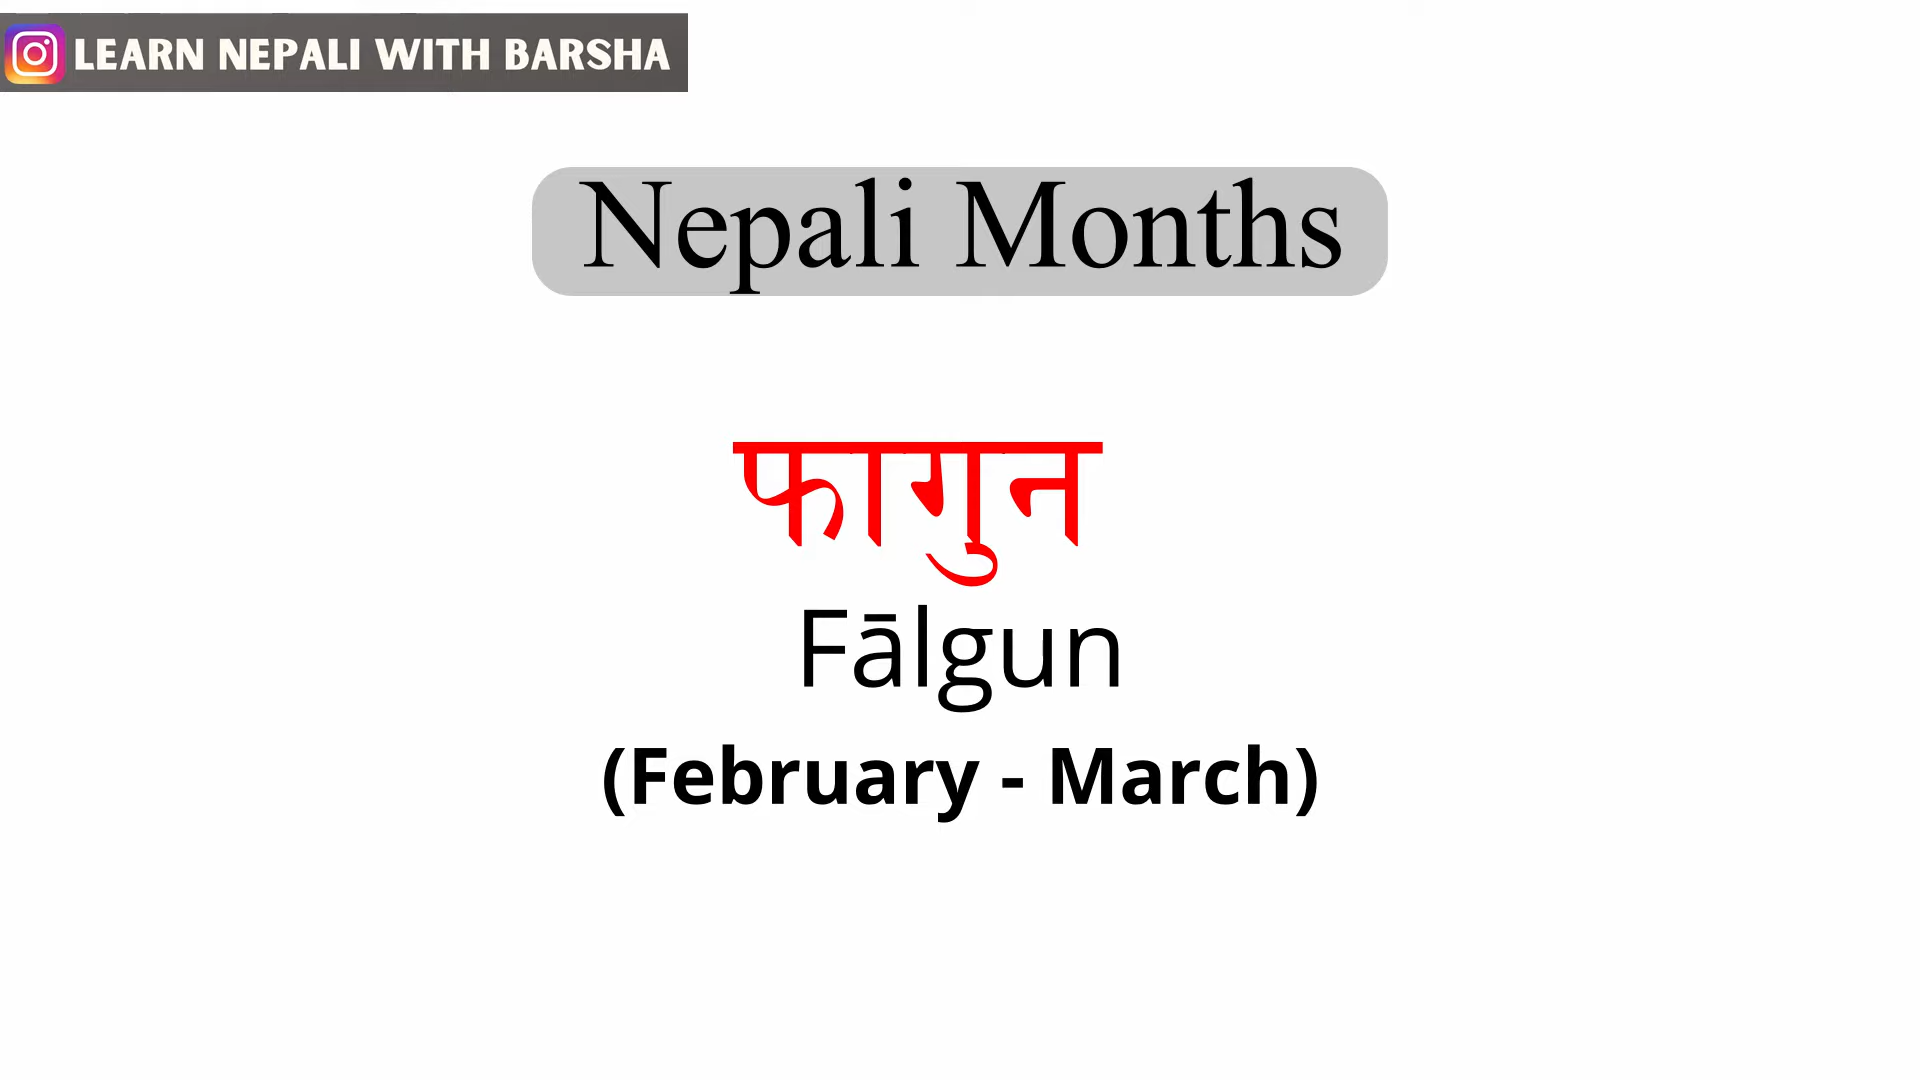 LEARN NEPALI WITH BARSHA
Nepali Months
फागुन
Fālgun
(February - March)